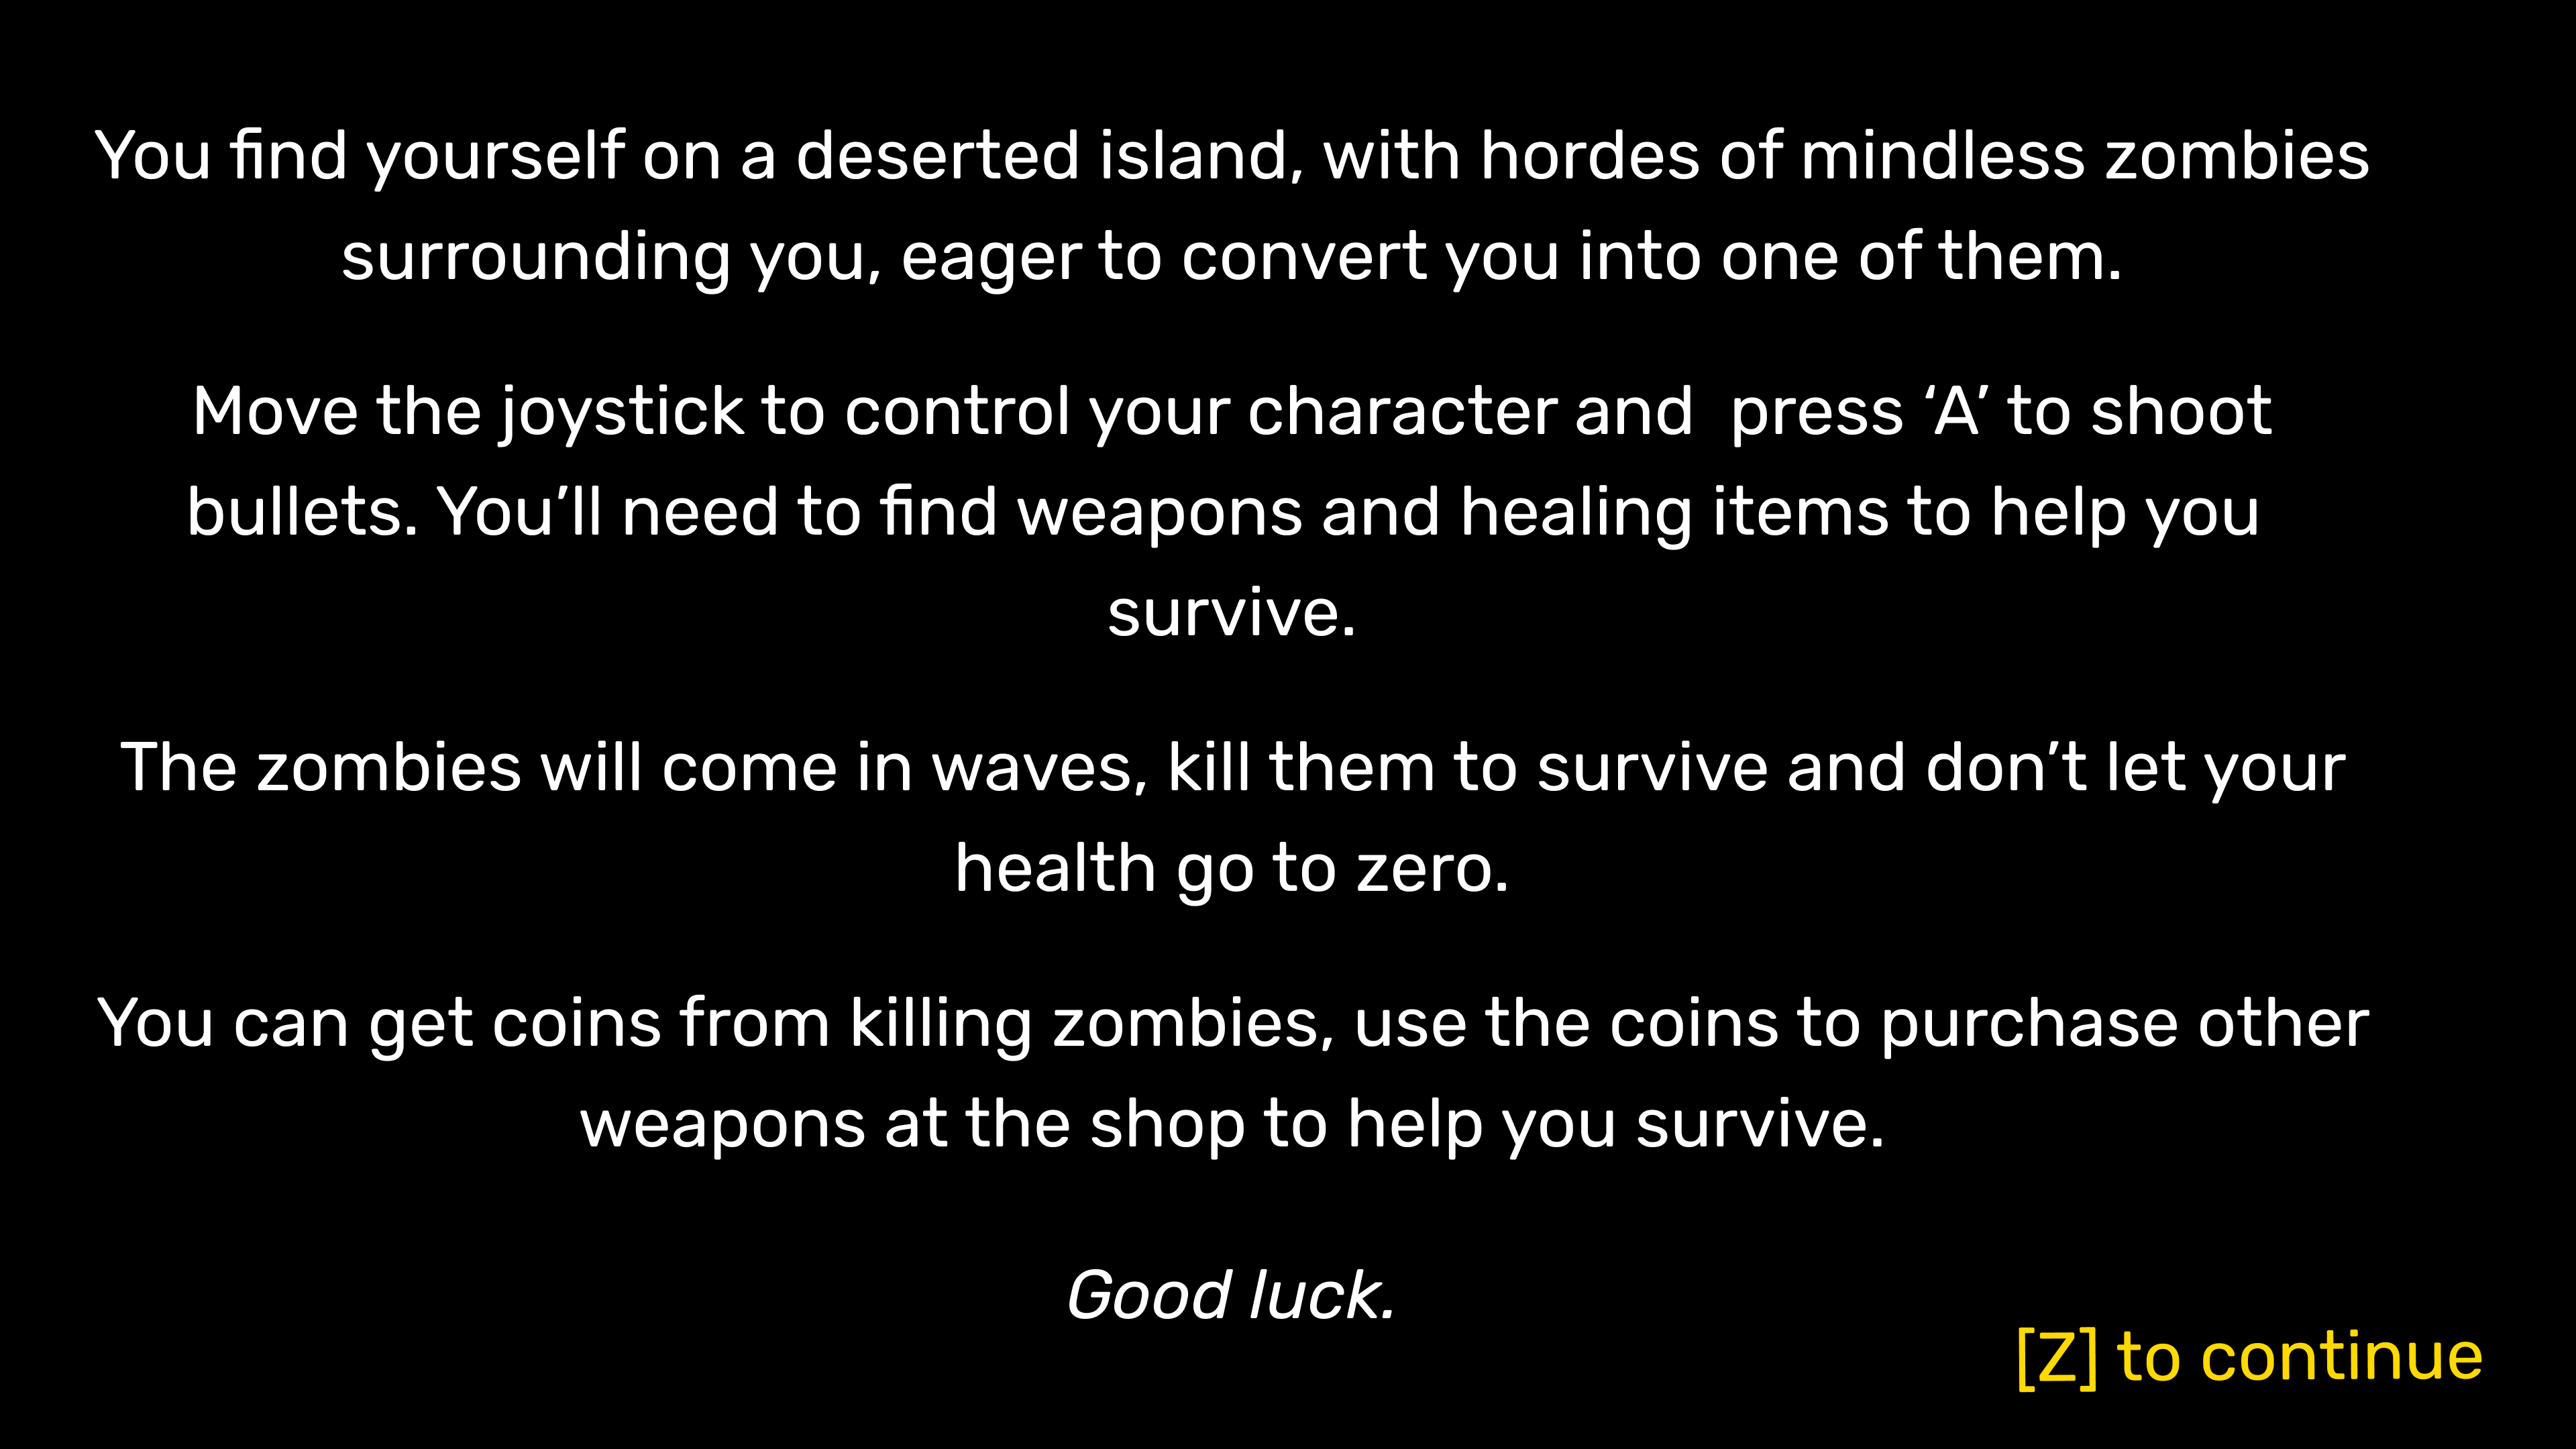 You find yourself on a deserted island, with hordes of mindless zombies
surrounding you, eager to convert you into one of them.
Move the joystick to control your character and  press ‘A’ to shoot
bullets. You’ll need to find weapons and healing items to help you
survive.
The zombies will come in waves, kill them to survive and don’t let your
health go to zero.
You can get coins from killing zombies, use the coins to purchase other
weapons at the shop to help you survive.
Good luck.
[Z] to continue